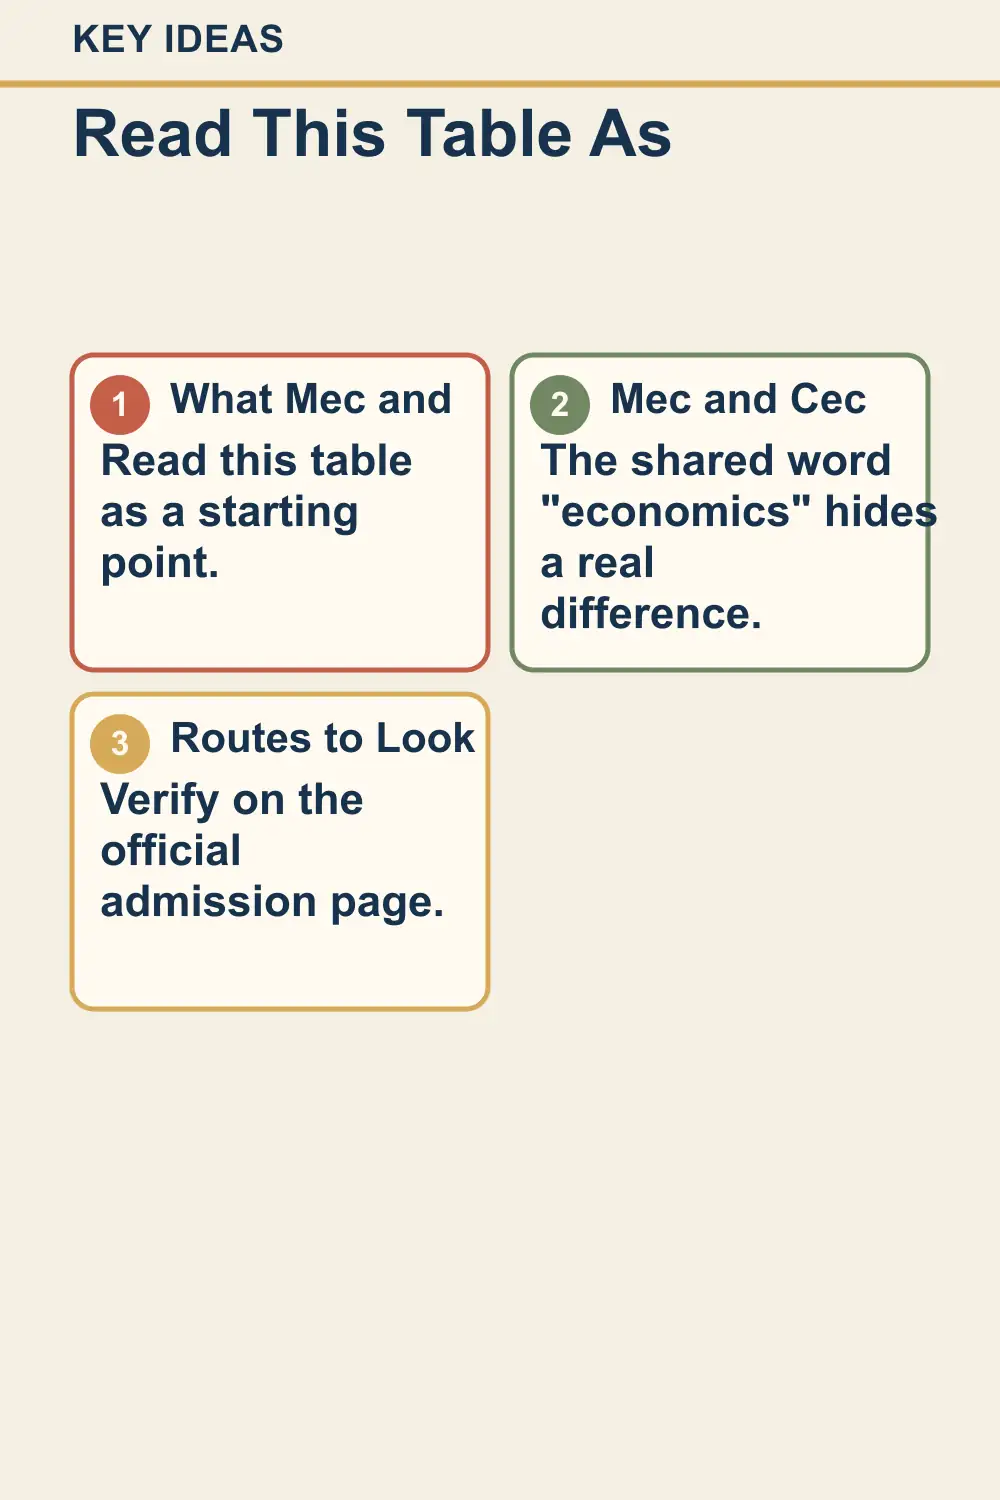 KEY IDEAS
Read This Table As
1 What Mec and
Read this table
as a starting
point.
2 Mec and Cec
The shared word
"economics" hides
a real
difference.
3 Routes to Look
Verify on the
official
admission page.